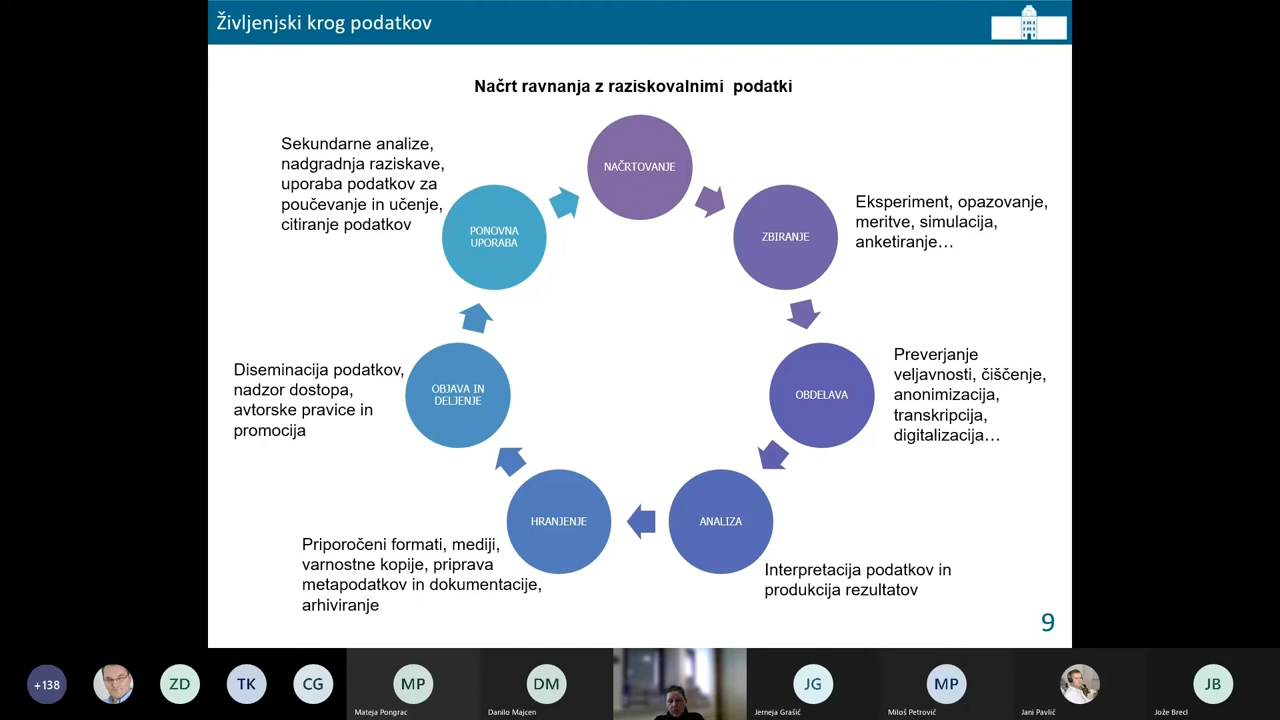 Življenjski krog podatkov
Načrt ravnanja z raziskovalnimi podatki
NAČRTOVANJE
Sekundarne analize,
nadgradnja raziskave,
uporaba podatkov za
poučevanje in učenje,
citiranje podatkov
PONOVNA
UPORABA
ZBIRANJE
Eksperiment, opazovanje,
meritve, simulacija,
anketiranje…
Diseminacija podatkov,
nadzor dostopa,
avtorske pravice in
promocija
OBJAVA IN
DELJENJE
OBDELAVA
Preverjanje
veljavnosti, čiščenje,
anonimizacija,
transkripcija,
digitalizacija…
HRANJENJE
ANALIZA
Priporočeni formati, mediji,
varnostne kopije, priprava
metapodatkov in dokumentacije,
arhiviranje
Interpretacija podatkov in
produkcija rezultatov
9
+138
ZD
TK
CG
MP
DM
JG
MP
JB
Mateja Pongrac
Danilo Majcen
Jerneja Grašić
Miloš Petrović
Jani Pavlič
Jože Brecl